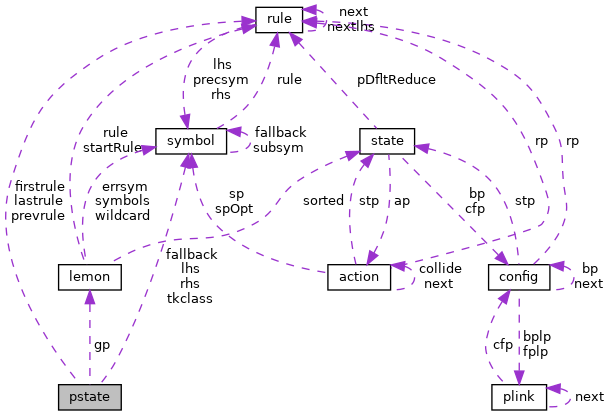 rule
next
nextlhs
lhs
precsym
rhs
rule
pDfltReduce
symbol
fallback
subsym
state
rule
startRule
rp
rp
firstrule
lastrule
prevrule
errsym
symbols
wildcard
sp
spOpt
sorted
stp
ap
bp
cfp
stp
fallback
lhs
rhs
tkclass
lemon
action
collide
next
config
bp
next
gp
cfp
bplp
fplp
pstate
plink
next